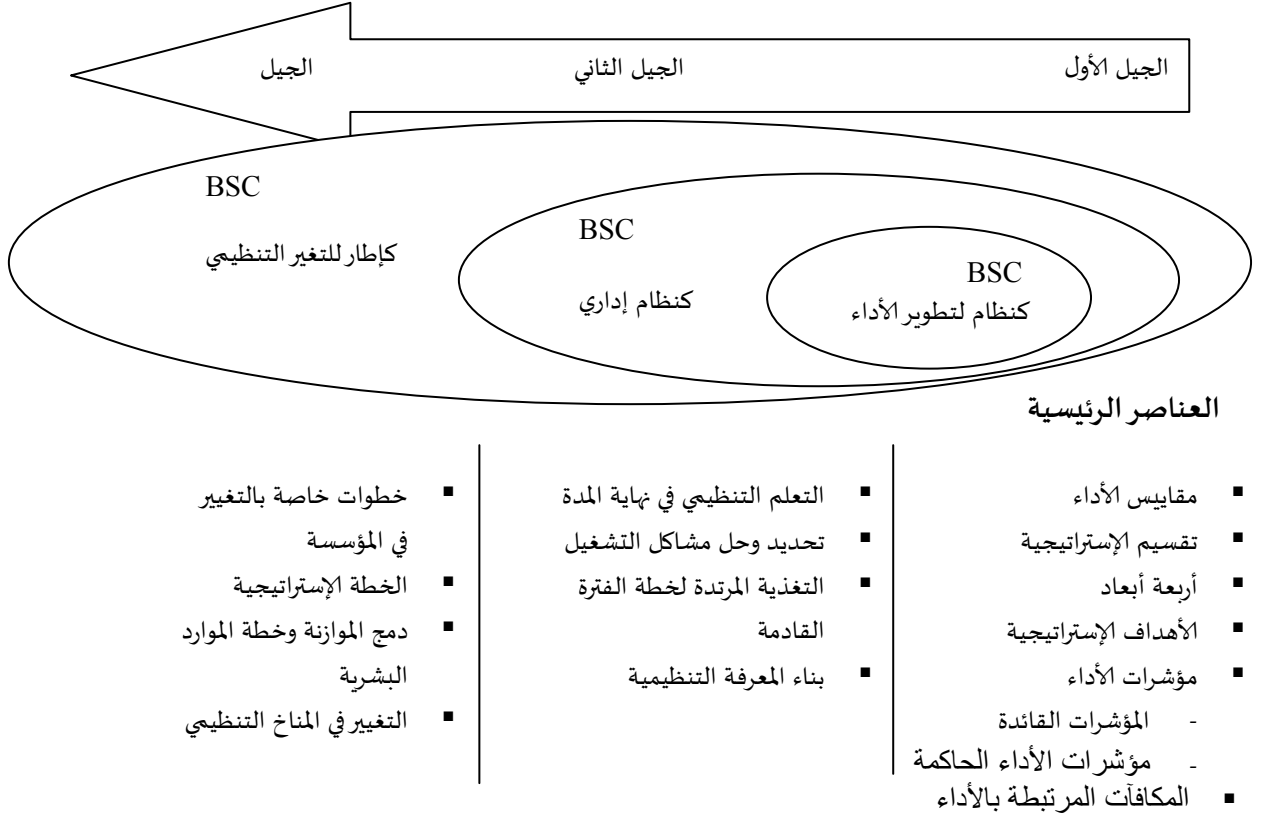 الجيل الأول
الجيل الثاني
الجيل
BSC
كنظام لتطوير الأداء
BSC
كنظام إداري
BSC
كإطار للتغير التنظيمي
العناصر الرئيسية
▪ مقاييس الأداء
▪ تقسيم الإستراتيجية
▪ أربعة أبعاد
▪ الأهداف الإستراتيجية
▪ مؤشرات الأداء
- المؤشرات القائدة
- مؤشرات الأداء الحاكمة
▪ المكافآت المرتبطة بالأداء
▪ التعلم التنظيمي في نهاية المدة
▪ تحديد وحل مشاكل التشغيل
▪ التغذية المرتدة لخطة الفترة
القادمة
▪ بناء المعرفة التنظيمية
▪ خطوات خاصة بالتغيير
في المؤسسة
▪ الخطة الإستراتيجية
▪ دمج الموازنة وخطة الموارد
البشرية
▪ التغيير في المناخ التنظيمي